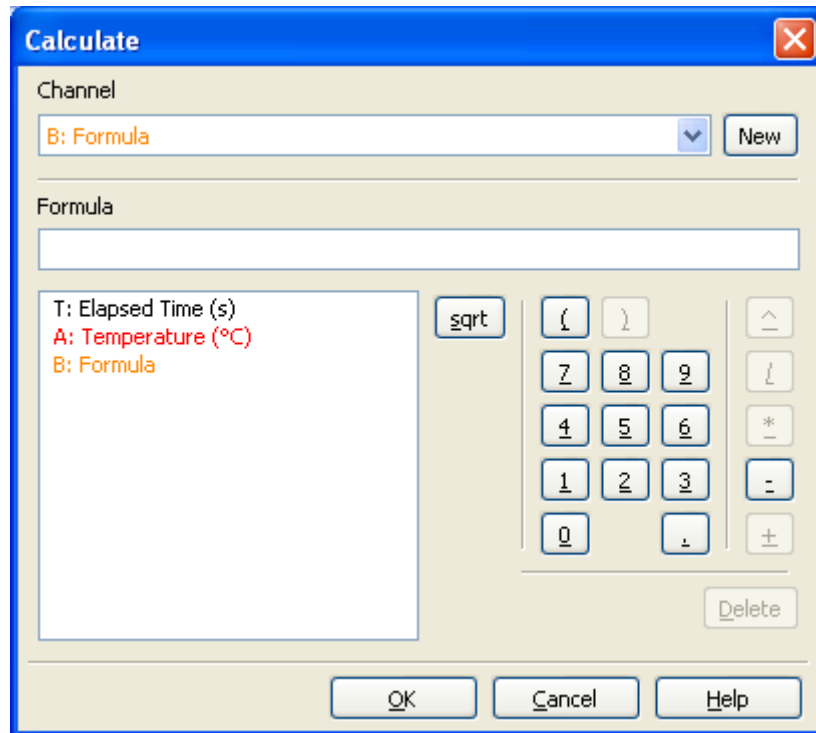 Calculate
Channel
B: Formula
New
Formula
T: Elapsed Time (s)
A: Temperature (°C)
B: Formula
sqrt
( ) ^
7 8 9 /
4 5 6 *
1 2 3 -
0 . +
Delete
OK Cancel Help